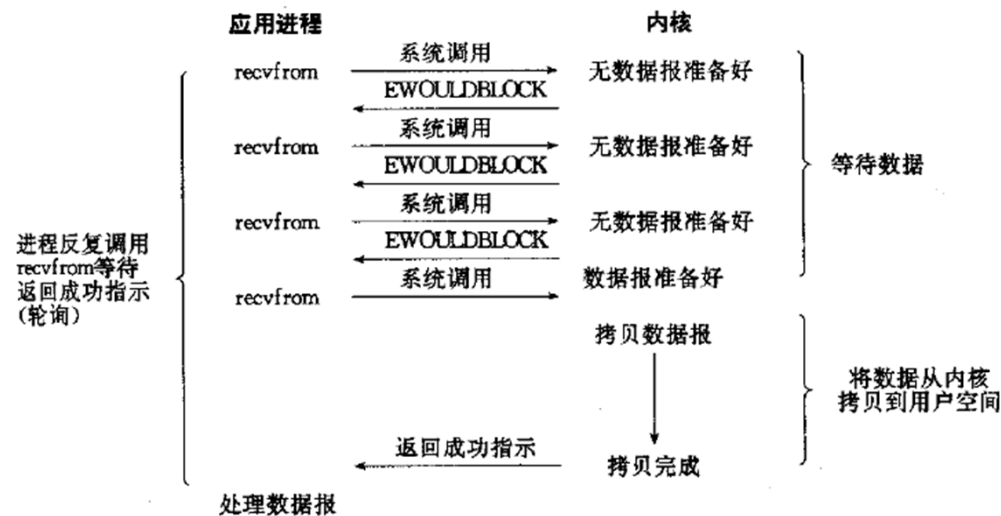 应用进程
内核
系统调用
recvfrom
无数据报准备好
EWOULDBLOCK
系统调用
recvfrom
无数据报准备好
EWOULDBLOCK
等待数据
系统调用
recvfrom
无数据报准备好
EWOULDBLOCK
进程反复调用
recvfrom等待
返回成功指示
(轮询)
系统调用
recvfrom
数据报准备好
拷贝数据报
将数据从内核
拷贝到用户空间
返回成功指示
拷贝完成
处理数据报